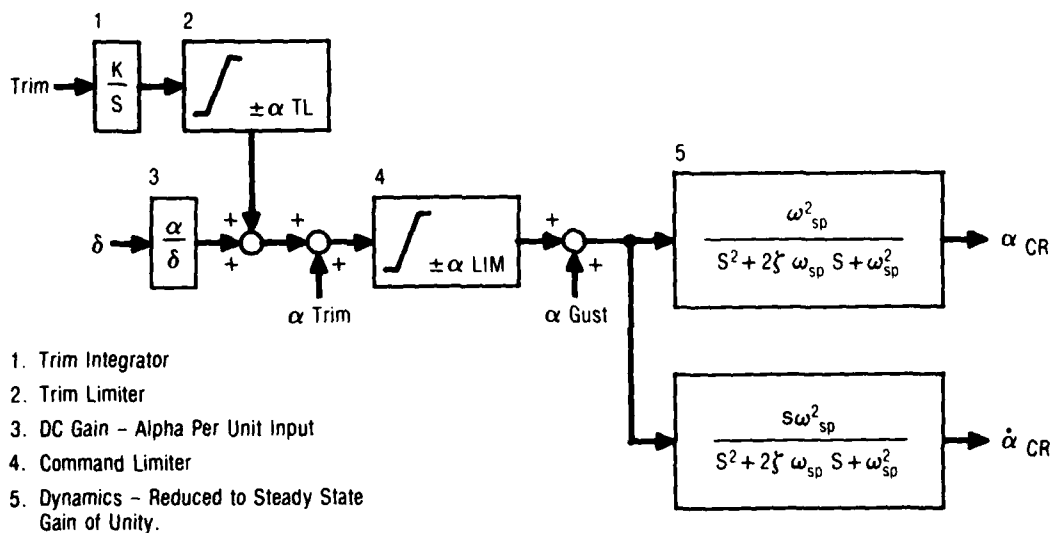 1
2
Trim
K
S
± α TL
3
4
5
δ
α
δ
+
+
+
+
± α LIM
+
+
α Trim
α Gust
ω²sp
S² + 2ζ ωsp S + ω²sp
α CR
Sω²sp
S² + 2ζ ωsp S + ω²sp
α̇ CR
1. Trim Integrator
2. Trim Limiter
3. DC Gain – Alpha Per Unit Input
4. Command Limiter
5. Dynamics – Reduced to Steady State
Gain of Unity.